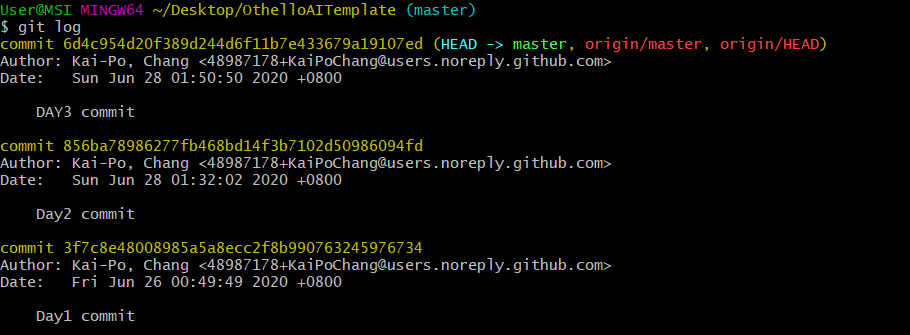 User@MSI MINGW64 ~/Desktop/OthelloAITemplate (master)
$ git log
commit 6d4c954d20f389d244d6f11b7e433679a19107ed (HEAD -> master, origin/master, origin/HEAD)
Author: Kai-Po, Chang <48987178+KaiPoChang@users.noreply.github.com>
Date:   Sun Jun 28 01:50:50 2020 +0800
    DAY3 commit
commit 856ba78986277fb468bd14f3b7102d50986094fd
Author: Kai-Po, Chang <48987178+KaiPoChang@users.noreply.github.com>
Date:   Sun Jun 28 01:32:02 2020 +0800
    Day2 commit
commit 3f7c8e48008985a5a8ecc2f8b990763245976734
Author: Kai-Po, Chang <48987178+KaiPoChang@users.noreply.github.com>
Date:   Fri Jun 26 00:49:49 2020 +0800
    Day1 commit